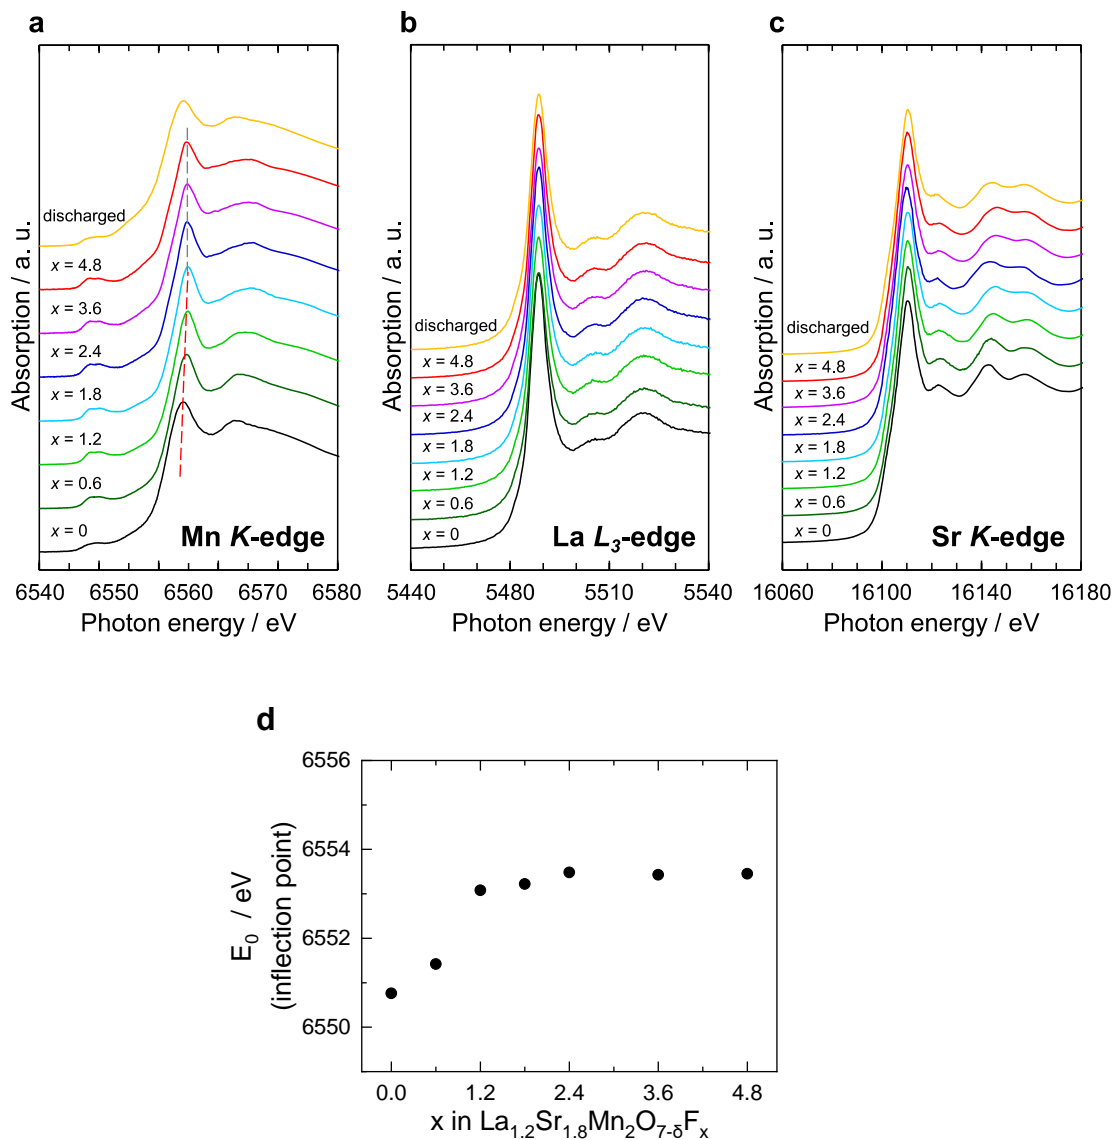 a
Absorption / a. u.
discharged
x = 4.8
x = 3.6
x = 2.4
x = 1.8
x = 1.2
x = 0.6
x = 0
Mn K-edge
6540 6550 6560 6570 6580
Photon energy / eV
b
Absorption / a. u.
discharged
x = 4.8
x = 3.6
x = 2.4
x = 1.8
x = 1.2
x = 0.6
x = 0
La L3-edge
5440 5480 5510 5540
Photon energy / eV
c
Absorption / a. u.
discharged
x = 4.8
x = 3.6
x = 2.4
x = 1.8
x = 1.2
x = 0.6
x = 0
Sr K-edge
16060 16100 16140 16180
Photon energy / eV
d
E0 / eV
(inflection point)
6556
6554
6552
6550
0.0 1.2 2.4 3.6 4.8
x in La1.2Sr1.8Mn2O7-δFx